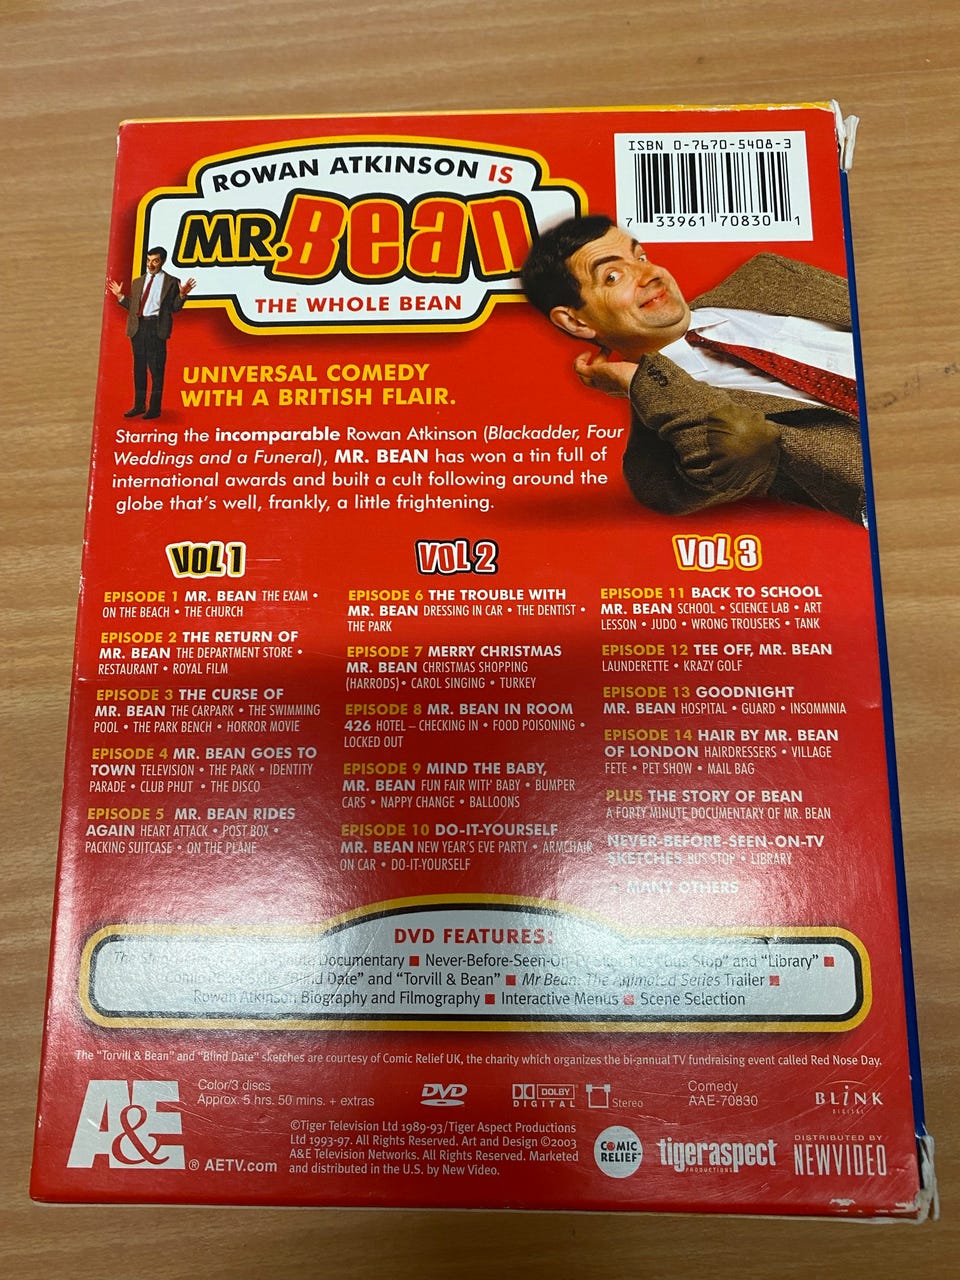 ISBN 0-7670-5408-3
7 33961 70830 1
ROWAN ATKINSON IS
MR. Bean
THE WHOLE BEAN
UNIVERSAL COMEDY
WITH A BRITISH FLAIR.
Starring the incomparable Rowan Atkinson (Blackadder, Four
Weddings and a Funeral), MR. BEAN has won a tin full of
international awards and built a cult following around the
globe that's well, frankly, a little frightening.
VOL 1
EPISODE 1 MR. BEAN THE EXAM •
ON THE BEACH • THE CHURCH
EPISODE 2 THE RETURN OF
MR. BEAN THE DEPARTMENT STORE •
RESTAURANT • ROYAL FILM
EPISODE 3 THE CURSE OF
MR. BEAN THE CARPARK • THE SWIMMING
POOL • THE PARK BENCH • HORROR MOVIE
EPISODE 4 MR. BEAN GOES TO
TOWN TELEVISION • THE PARK • IDENTITY
PARADE • CLUB PHUT • THE DISCO
EPISODE 5 MR. BEAN RIDES
AGAIN HEART ATTACK • POST BOX •
PACKING SUITCASE • ON THE PLANE
VOL 2
EPISODE 6 THE TROUBLE WITH
MR. BEAN DRESSING IN CAR • THE DENTIST •
THE PARK
EPISODE 7 MERRY CHRISTMAS
MR. BEAN CHRISTMAS SHOPPING
(HARRODS) • CAROL SINGING • TURKEY
EPISODE 8 MR. BEAN IN ROOM
426 HOTEL – CHECKING IN • FOOD POISONING •
LOCKED OUT
EPISODE 9 MIND THE BABY,
MR. BEAN FUN FAIR WITH BABY • BUMPER
CARS • NAPPY CHANGE • BALLOONS
EPISODE 10 DO-IT-YOURSELF
MR. BEAN NEW YEAR'S EVE PARTY • ARMCHAIR
ON CAR • DO-IT-YOURSELF
VOL 3
EPISODE 11 BACK TO SCHOOL
MR. BEAN SCHOOL • SCIENCE LAB • ART
LESSON • JUDO • WRONG TROUSERS • TANK
EPISODE 12 TEE OFF, MR. BEAN
LAUNDERETTE • KRAZY GOLF
EPISODE 13 GOODNIGHT
MR. BEAN HOSPITAL • GUARD • INSOMNIA
EPISODE 14 HAIR BY MR. BEAN
OF LONDON HAIRDRESSERS • VILLAGE
FETE • PET SHOW • MAIL BAG
PLUS THE STORY OF BEAN
A FORTY MINUTE DOCUMENTARY OF MR. BEAN
NEVER-BEFORE-SEEN-ON-TV
SKETCHES BUS STOP • LIBRARY
+ MANY OTHERS
DVD FEATURES:
The Documentary ■ Never-Before-Seen-On-TV "Bus Stop" and "Library" ■
"Blind Date" and "Torvill & Bean" ■ Mr Bean: The Animated Series Trailer ■
Rowan Atkinson Biography and Filmography ■ Interactive Menus ■ Scene Selection
The "Torvill & Bean" and "Blind Date" sketches are courtesy of Comic Relief UK, the charity which organizes the bi-annual TV fundraising event called Red Nose Day.
A&E
® AETV.com
Color/3 discs
Approx. 5 hrs. 50 mins. + extras
DVD
DOLBY
DIGITAL
Stereo
Comedy
AAE-70830
BLINK
DIGITAL
©Tiger Television Ltd 1989-93/Tiger Aspect Productions
Ltd 1993-97. All Rights Reserved. Art and Design ©2003
A&E Television Networks. All Rights Reserved. Marketed
and distributed in the U.S. by New Video.
COMIC
RELIEF
tigeraspect
PRODUCTIONS
DISTRIBUTED BY
NEWVIDEO